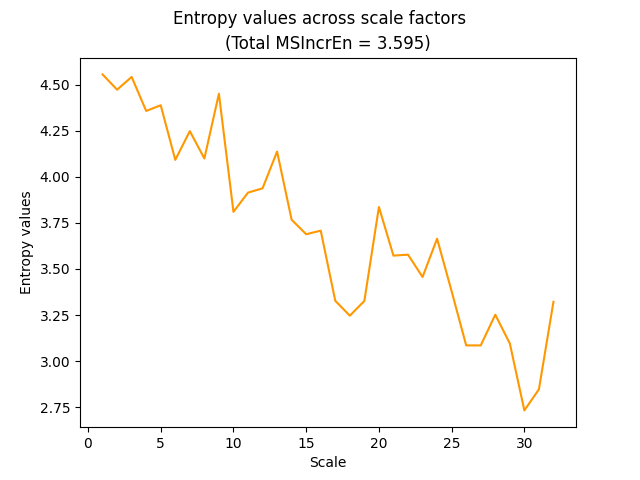 Entropy values across scale factors
(Total MSIncrEn = 3.595)
4.50
4.25
4.00
3.75
3.50
3.25
3.00
2.75
Entropy values
0 5 10 15 20 25 30
Scale